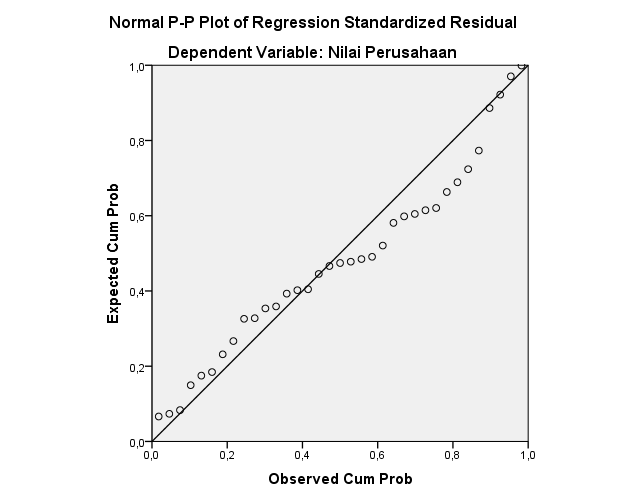 Normal P-P Plot of Regression Standardized Residual
Dependent Variable: Nilai Perusahaan
Expected Cum Prob
1,0
0,8
0,6
0,4
0,2
0,0
0,0 0,2 0,4 0,6 0,8 1,0
Observed Cum Prob